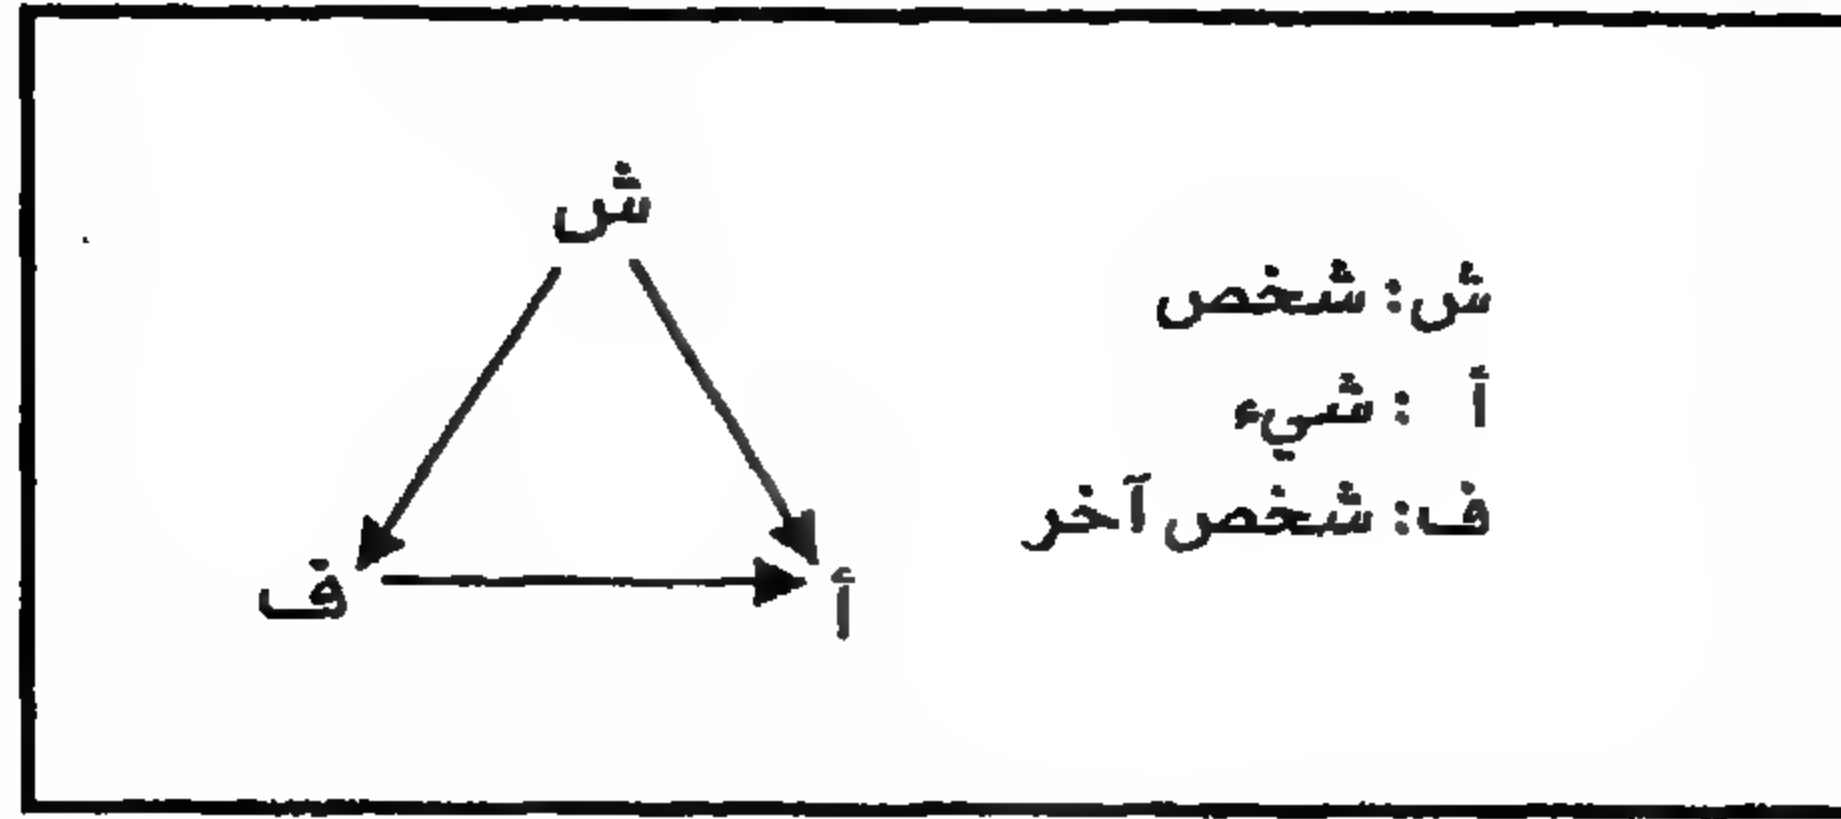 ش
ف
أ
ش: شخص
أ : شيء
ف: شخص آخر